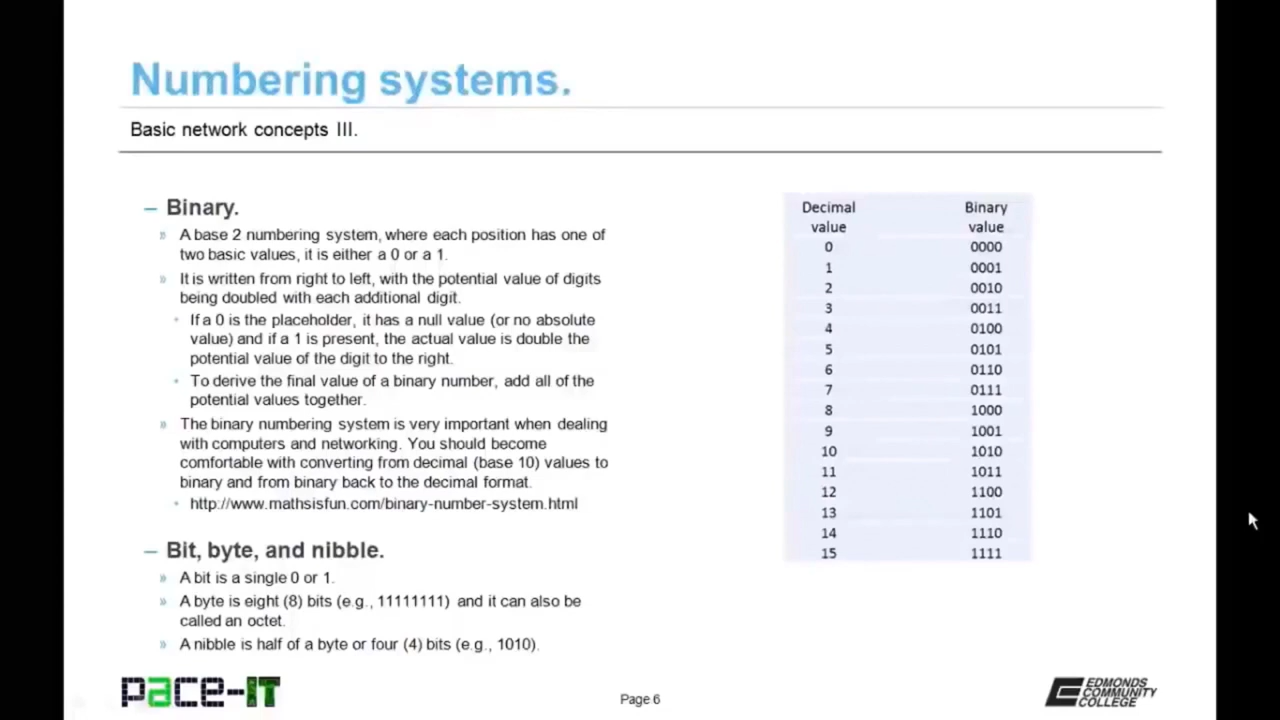 Numbering systems.
Basic network concepts III.
– Binary.
» A base 2 numbering system, where each position has one of
two basic values, it is either a 0 or a 1.
» It is written from right to left, with the potential value of digits
being doubled with each additional digit.
• If a 0 is the placeholder, it has a null value (or no absolute
value) and if a 1 is present, the actual value is double the
potential value of the digit to the right.
• To derive the final value of a binary number, add all of the
potential values together.
» The binary numbering system is very important when dealing
with computers and networking. You should become
comfortable with converting from decimal (base 10) values to
binary and from binary back to the decimal format.
• http://www.mathsisfun.com/binary-number-system.html
– Bit, byte, and nibble.
» A bit is a single 0 or 1.
» A byte is eight (8) bits (e.g., 11111111) and it can also be
called an octet.
» A nibble is half of a byte or four (4) bits (e.g., 1010).
Decimal Binary
value value
0 0000
1 0001
2 0010
3 0011
4 0100
5 0101
6 0110
7 0111
8 1000
9 1001
10 1010
11 1011
12 1100
13 1101
14 1110
15 1111
pace-IT
Page 6
EDMONDS
COMMUNITY
COLLEGE